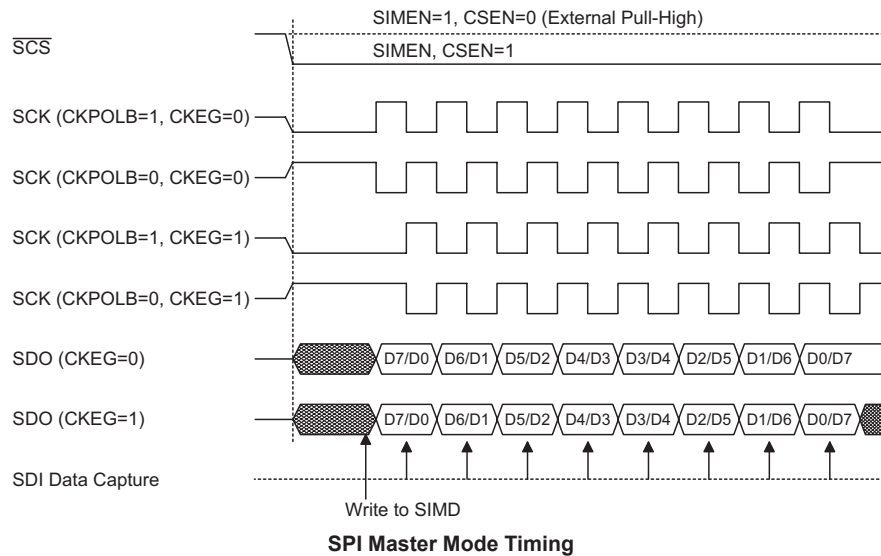 SIMEN=1, CSEN=0 (External Pull-High)
SCS
SIMEN, CSEN=1
SCK (CKPOLB=1, CKEG=0)
SCK (CKPOLB=0, CKEG=0)
SCK (CKPOLB=1, CKEG=1)
SCK (CKPOLB=0, CKEG=1)
SDO (CKEG=0) D7/D0 D6/D1 D5/D2 D4/D3 D3/D4 D2/D5 D1/D6 D0/D7
SDO (CKEG=1) D7/D0 D6/D1 D5/D2 D4/D3 D3/D4 D2/D5 D1/D6 D0/D7
SDI Data Capture
Write to SIMD
SPI Master Mode Timing